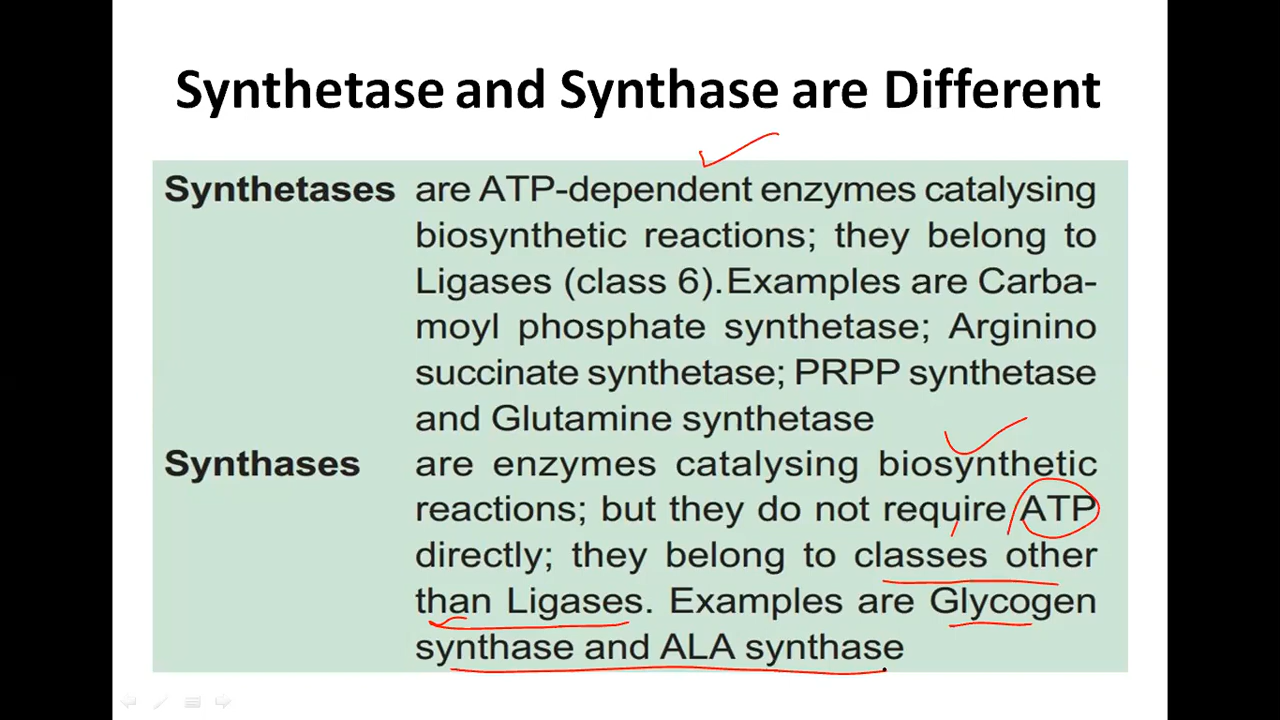 Synthetase and Synthase are Different
Synthetases are ATP-dependent enzymes catalysing
biosynthetic reactions; they belong to
Ligases (class 6). Examples are Carba-
moyl phosphate synthetase; Arginino
succinate synthetase; PRPP synthetase
and Glutamine synthetase
Synthases are enzymes catalysing biosynthetic
reactions; but they do not require ATP
directly; they belong to classes other
than Ligases. Examples are Glycogen
synthase and ALA synthase